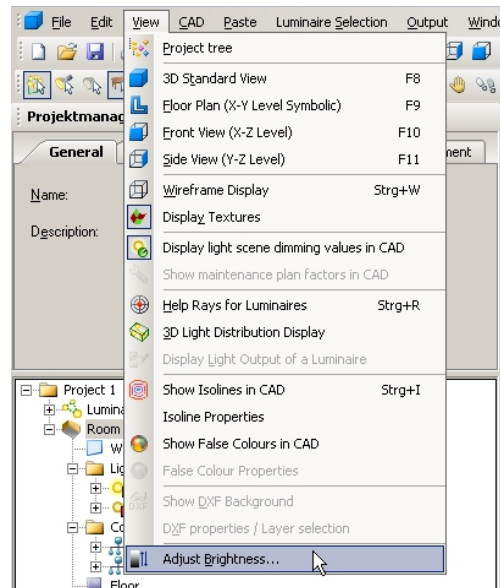 File Edit View CAD Paste Luminaire Selection Output
Project tree
3D Standard View F8
Floor Plan (X-Y Level Symbolic) F9
Front View (X-Z Level) F10
Side View (Y-Z Level) F11
Wireframe Display Strg+W
Display Textures
Display light scene dimming values in CAD
Show maintenance plan factors in CAD
Help Rays for Luminaires Strg+R
3D Light Distribution Display
Display Light Output of a Luminaire
Show Isolines in CAD Strg+I
Isoline Properties
Show False Colours in CAD
False Colour Properties
Show DXF Background
DXF properties / Layer selection
Adjust Brightness...
Projektmanag
General
Name:
Description:
Project 1
Lumina
Room
W
Lig
Co
Floor